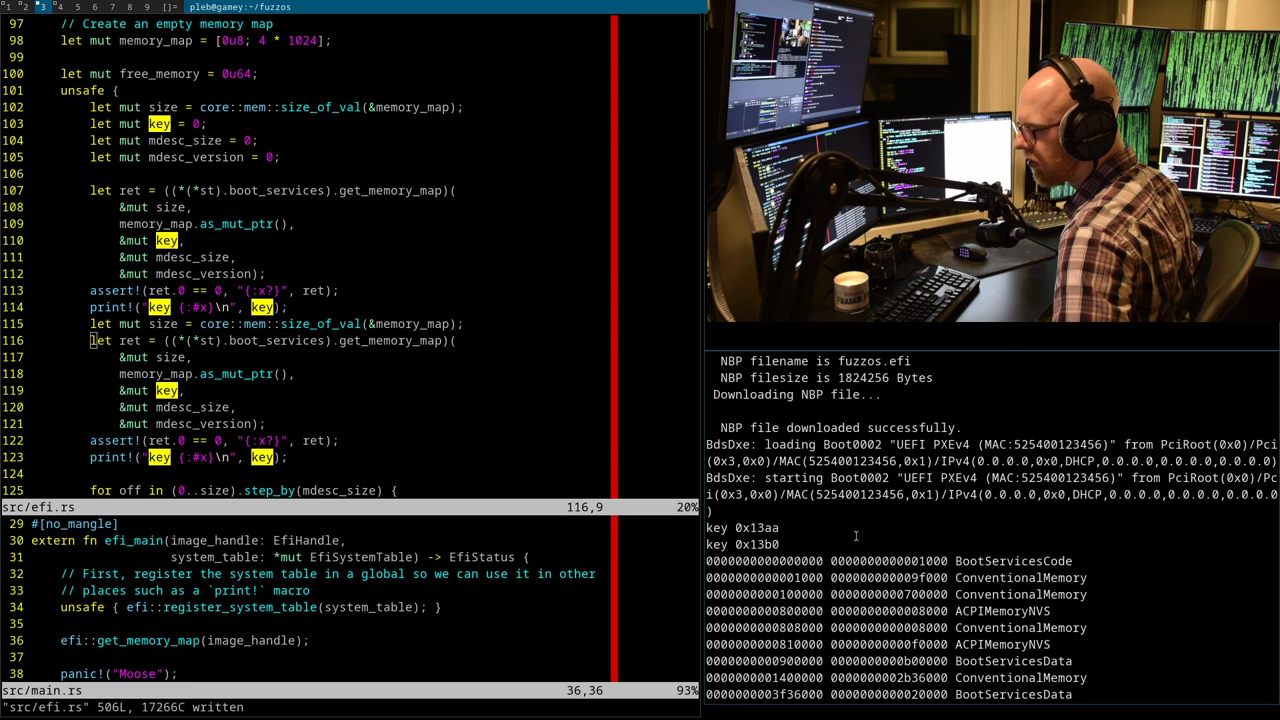 1 2 3 4 5 6 7 8 9 []= pleb@gamey:~/fuzzos
97 // Create an empty memory map
98 let mut memory_map = [0u8; 4 * 1024];
99
100 let mut free_memory = 0u64;
101 unsafe {
102 let mut size = core::mem::size_of_val(&memory_map);
103 let mut key = 0;
104 let mut mdesc_size = 0;
105 let mut mdesc_version = 0;
106
107 let ret = ((*(*st).boot_services).get_memory_map)(
108 &mut size,
109 memory_map.as_mut_ptr(),
110 &mut key,
111 &mut mdesc_size,
112 &mut mdesc_version);
113 assert!(ret.0 == 0, "{:x?}", ret);
114 print!("key {:#x}\n", key);
115 let mut size = core::mem::size_of_val(&memory_map);
116 let ret = ((*(*st).boot_services).get_memory_map)(
117 &mut size,
118 memory_map.as_mut_ptr(),
119 &mut key,
120 &mut mdesc_size,
121 &mut mdesc_version);
122 assert!(ret.0 == 0, "{:x?}", ret);
123 print!("key {:#x}\n", key);
124
125 for off in (0..size).step_by(mdesc_size) {
src/efi.rs 116,9 20%
29 #[no_mangle]
30 extern fn efi_main(image_handle: EfiHandle,
31 system_table: *mut EfiSystemTable) -> EfiStatus {
32 // First, register the system table in a global so we can use it in other
33 // places such as a `print!` macro
34 unsafe { efi::register_system_table(system_table); }
35
36 efi::get_memory_map(image_handle);
37
38 panic!("Moose");
src/main.rs 36,36 93%
"src/efi.rs" 506L, 17266C written
NBP filename is fuzzos.efi
NBP filesize is 1824256 Bytes
Downloading NBP file...
NBP file downloaded successfully.
BdsDxe: loading Boot0002 "UEFI PXEv4 (MAC:525400123456)" from PciRoot(0x0)/Pci
(0x3,0x0)/MAC(525400123456,0x1)/IPv4(0.0.0.0,0x0,DHCP,0.0.0.0,0.0.0.0,0.0.0.0)
BdsDxe: starting Boot0002 "UEFI PXEv4 (MAC:525400123456)" from PciRoot(0x0)/Pc
i(0x3,0x0)/MAC(525400123456,0x1)/IPv4(0.0.0.0,0x0,DHCP,0.0.0.0,0.0.0.0,0.0.0.0
)
key 0x13aa
key 0x13b0
0000000000000000 0000000000001000 BootServicesCode
0000000000001000 000000000009f000 ConventionalMemory
0000000000100000 0000000000700000 ConventionalMemory
0000000000800000 0000000000008000 ACPIMemoryNVS
0000000000808000 0000000000008000 ConventionalMemory
0000000000810000 00000000000f0000 ACPIMemoryNVS
0000000000900000 0000000000b00000 BootServicesData
0000000001400000 0000000002b36000 ConventionalMemory
0000000003f36000 0000000000020000 BootServicesData